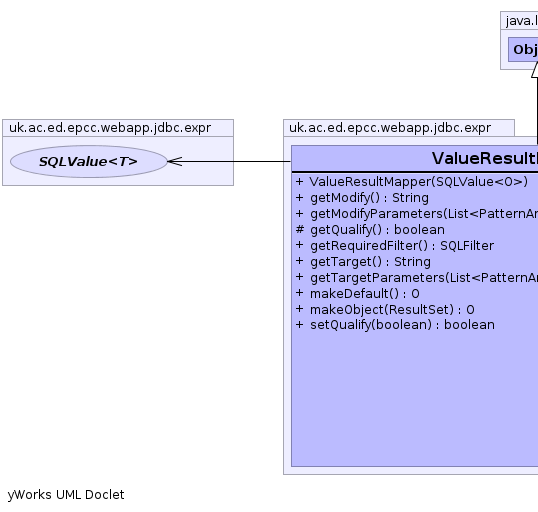 java.l
Obj
uk.ac.ed.epcc.webapp.jdbc.expr
SQLValue<T>
uk.ac.ed.epcc.webapp.jdbc.expr
ValueResult
+ ValueResultMapper(SQLValue<O>)
+ getModify() : String
+ getModifyParameters(List<PatternAr
# getQualify() : boolean
+ getRequiredFilter() : SQLFilter
+ getTarget() : String
+ getTargetParameters(List<PatternAr
+ makeDefault() : O
+ makeObject(ResultSet) : O
+ setQualify(boolean) : boolean
yWorks UML Doclet